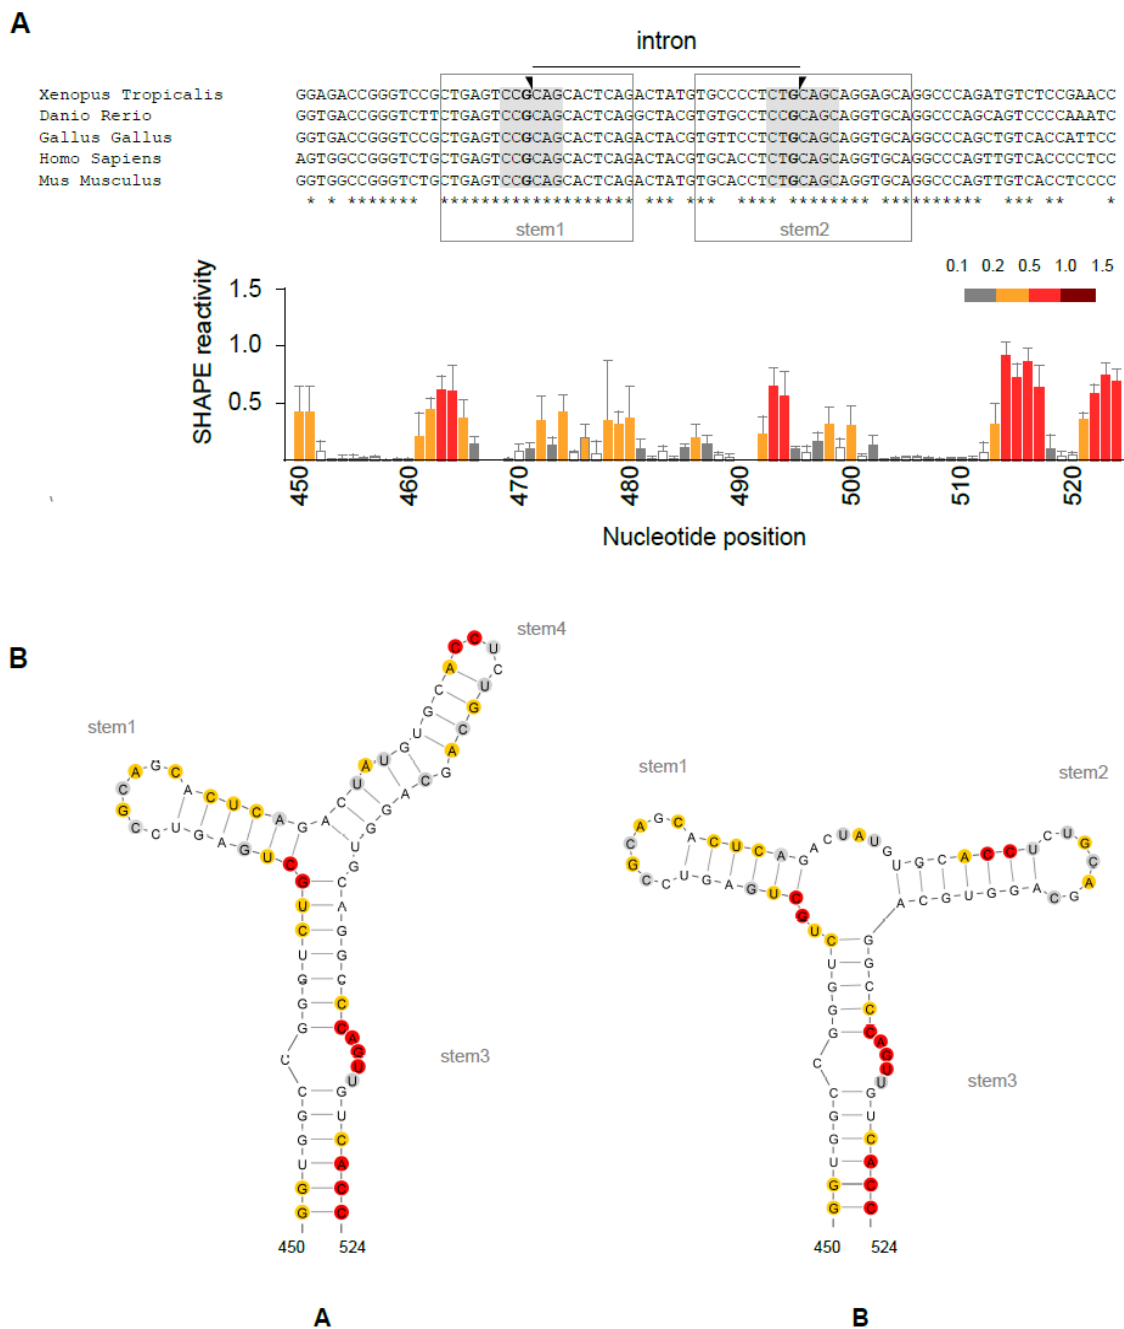 A
intron
Xenopus Tropicalis GGAGACCGGGTCCGCTGAGTCCGCAGCACTCAGACTATGTGCCCCTCTGCAGCAGGAGCAGGCCCAGATGTCTCCGAACC
Danio Rerio GGTGACCGGGTCTTCTGAGTCCGCAGCACTCAGGCTACGTGTGCCTCCGCAGCAGGTGCAGGCCCAGCAGTCCCCAAATC
Gallus Gallus GGTGACCGGGTCCGCTGAGTCCGCAGCACTCAGACTACGTGTTCCTCTGCAGCAGGTGCAGGCCCAGCTGTCACCATTCC
Homo Sapiens AGTGGCCGGGTCTGCTGAGTCCGCAGCACTCAGACTACGTGCACCTCTGCAGCAGGTGCAGGCCCAGTTGTCACCCCTCC
Mus Musculus GGTGGCCGGGTCTGCTGAGTCCGCAGCACTCAGACTATGTGCACCTCTGCAGCAGGTGCAGGCCCAGTTGTCACCTCCCC
* * ******* ****************** *** *** **** ******** ********** *** ** *
stem1 stem2
0.1 0.2 0.5 1.0 1.5
SHAPE reactivity
1.5
1.0
0.5
450 460 470 480 490 500 510 520
Nucleotide position
B
stem4
stem1
stem3
450 524
stem1
stem2
stem3
450 524
A B